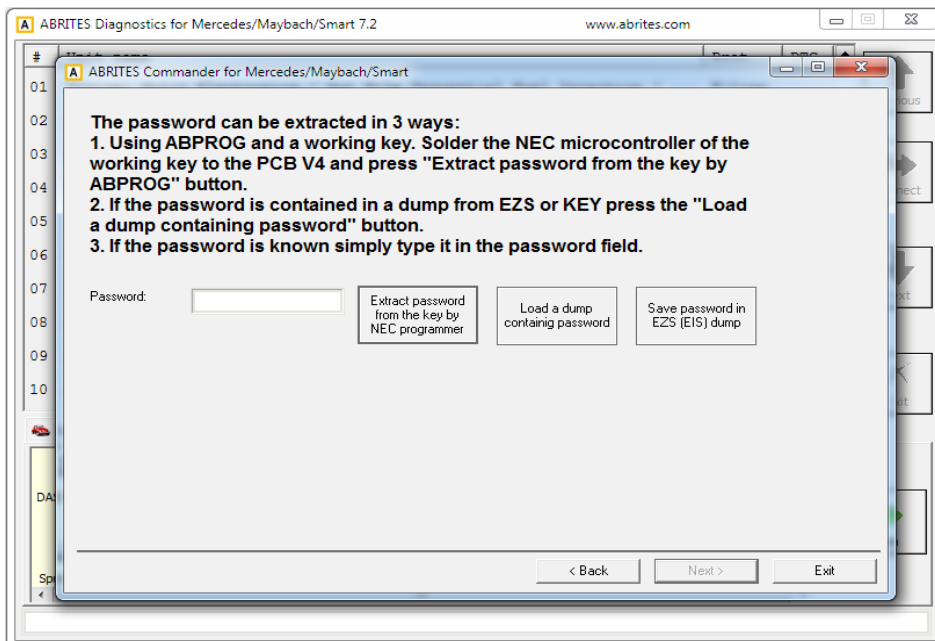 A ABRITES Diagnostics for Mercedes/Maybach/Smart 7.2 www.abrites.com
#
A ABRITES Commander for Mercedes/Maybach/Smart
01
02
03
04
05
06
07
08
09
10
The password can be extracted in 3 ways:
1. Using ABPROG and a working key. Solder the NEC microcontroller of the
working key to the PCB V4 and press "Extract password from the key by
ABPROG" button.
2. If the password is contained in a dump from EZS or KEY press the "Load
a dump containing password" button.
3. If the password is known simply type it in the password field.
Password:
Extract password
from the key by
NEC programmer
Load a dump
containig password
Save password in
EZS (EIS) dump
< Back
Next >
Exit